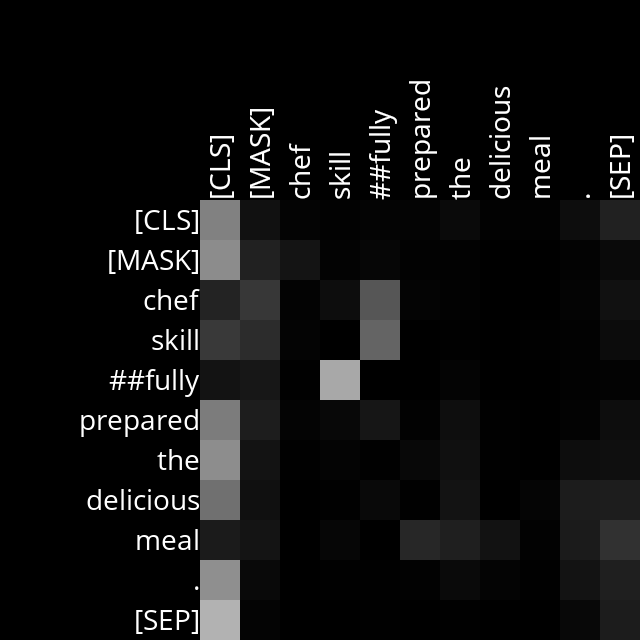 [CLS] [MASK] chef skill ##fully prepared the delicious meal . [SEP]
[CLS]
[MASK]
chef
skill
##fully
prepared
the
delicious
meal
.
[SEP]